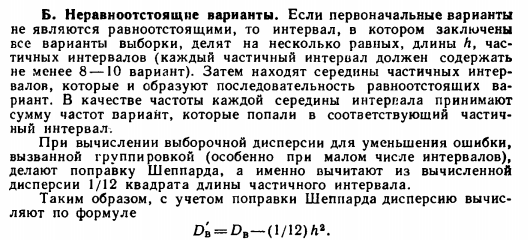 Б. Неравноотстоящие варианты. Если первоначальные варианты
не являются равноотстоящими, то интервал, в котором заключены
все варианты выборки, делят на несколько равных, длины h, час-
тичных интервалов (каждый частичный интервал должен содержать
не менее 8—10 вариант). Затем находят середины частичных интер-
валов, которые и образуют последовательность равноотстоящих ва-
риант. В качестве частоты каждой середины интервала принимают
сумму частот вариант, которые попали в соответствующий частич-
ный интервал.
При вычислении выборочной дисперсии для уменьшения ошибки,
вызванной группировкой (особенно при малом числе интервалов),
делают поправку Шеппарда, а именно вычитают из вычисленной
дисперсии 1/12 квадрата длины частичного интервала.
Таким образом, с учетом поправки Шеппарда дисперсию вычис-
ляют по формуле
D′в = Dв—(1/12) h².